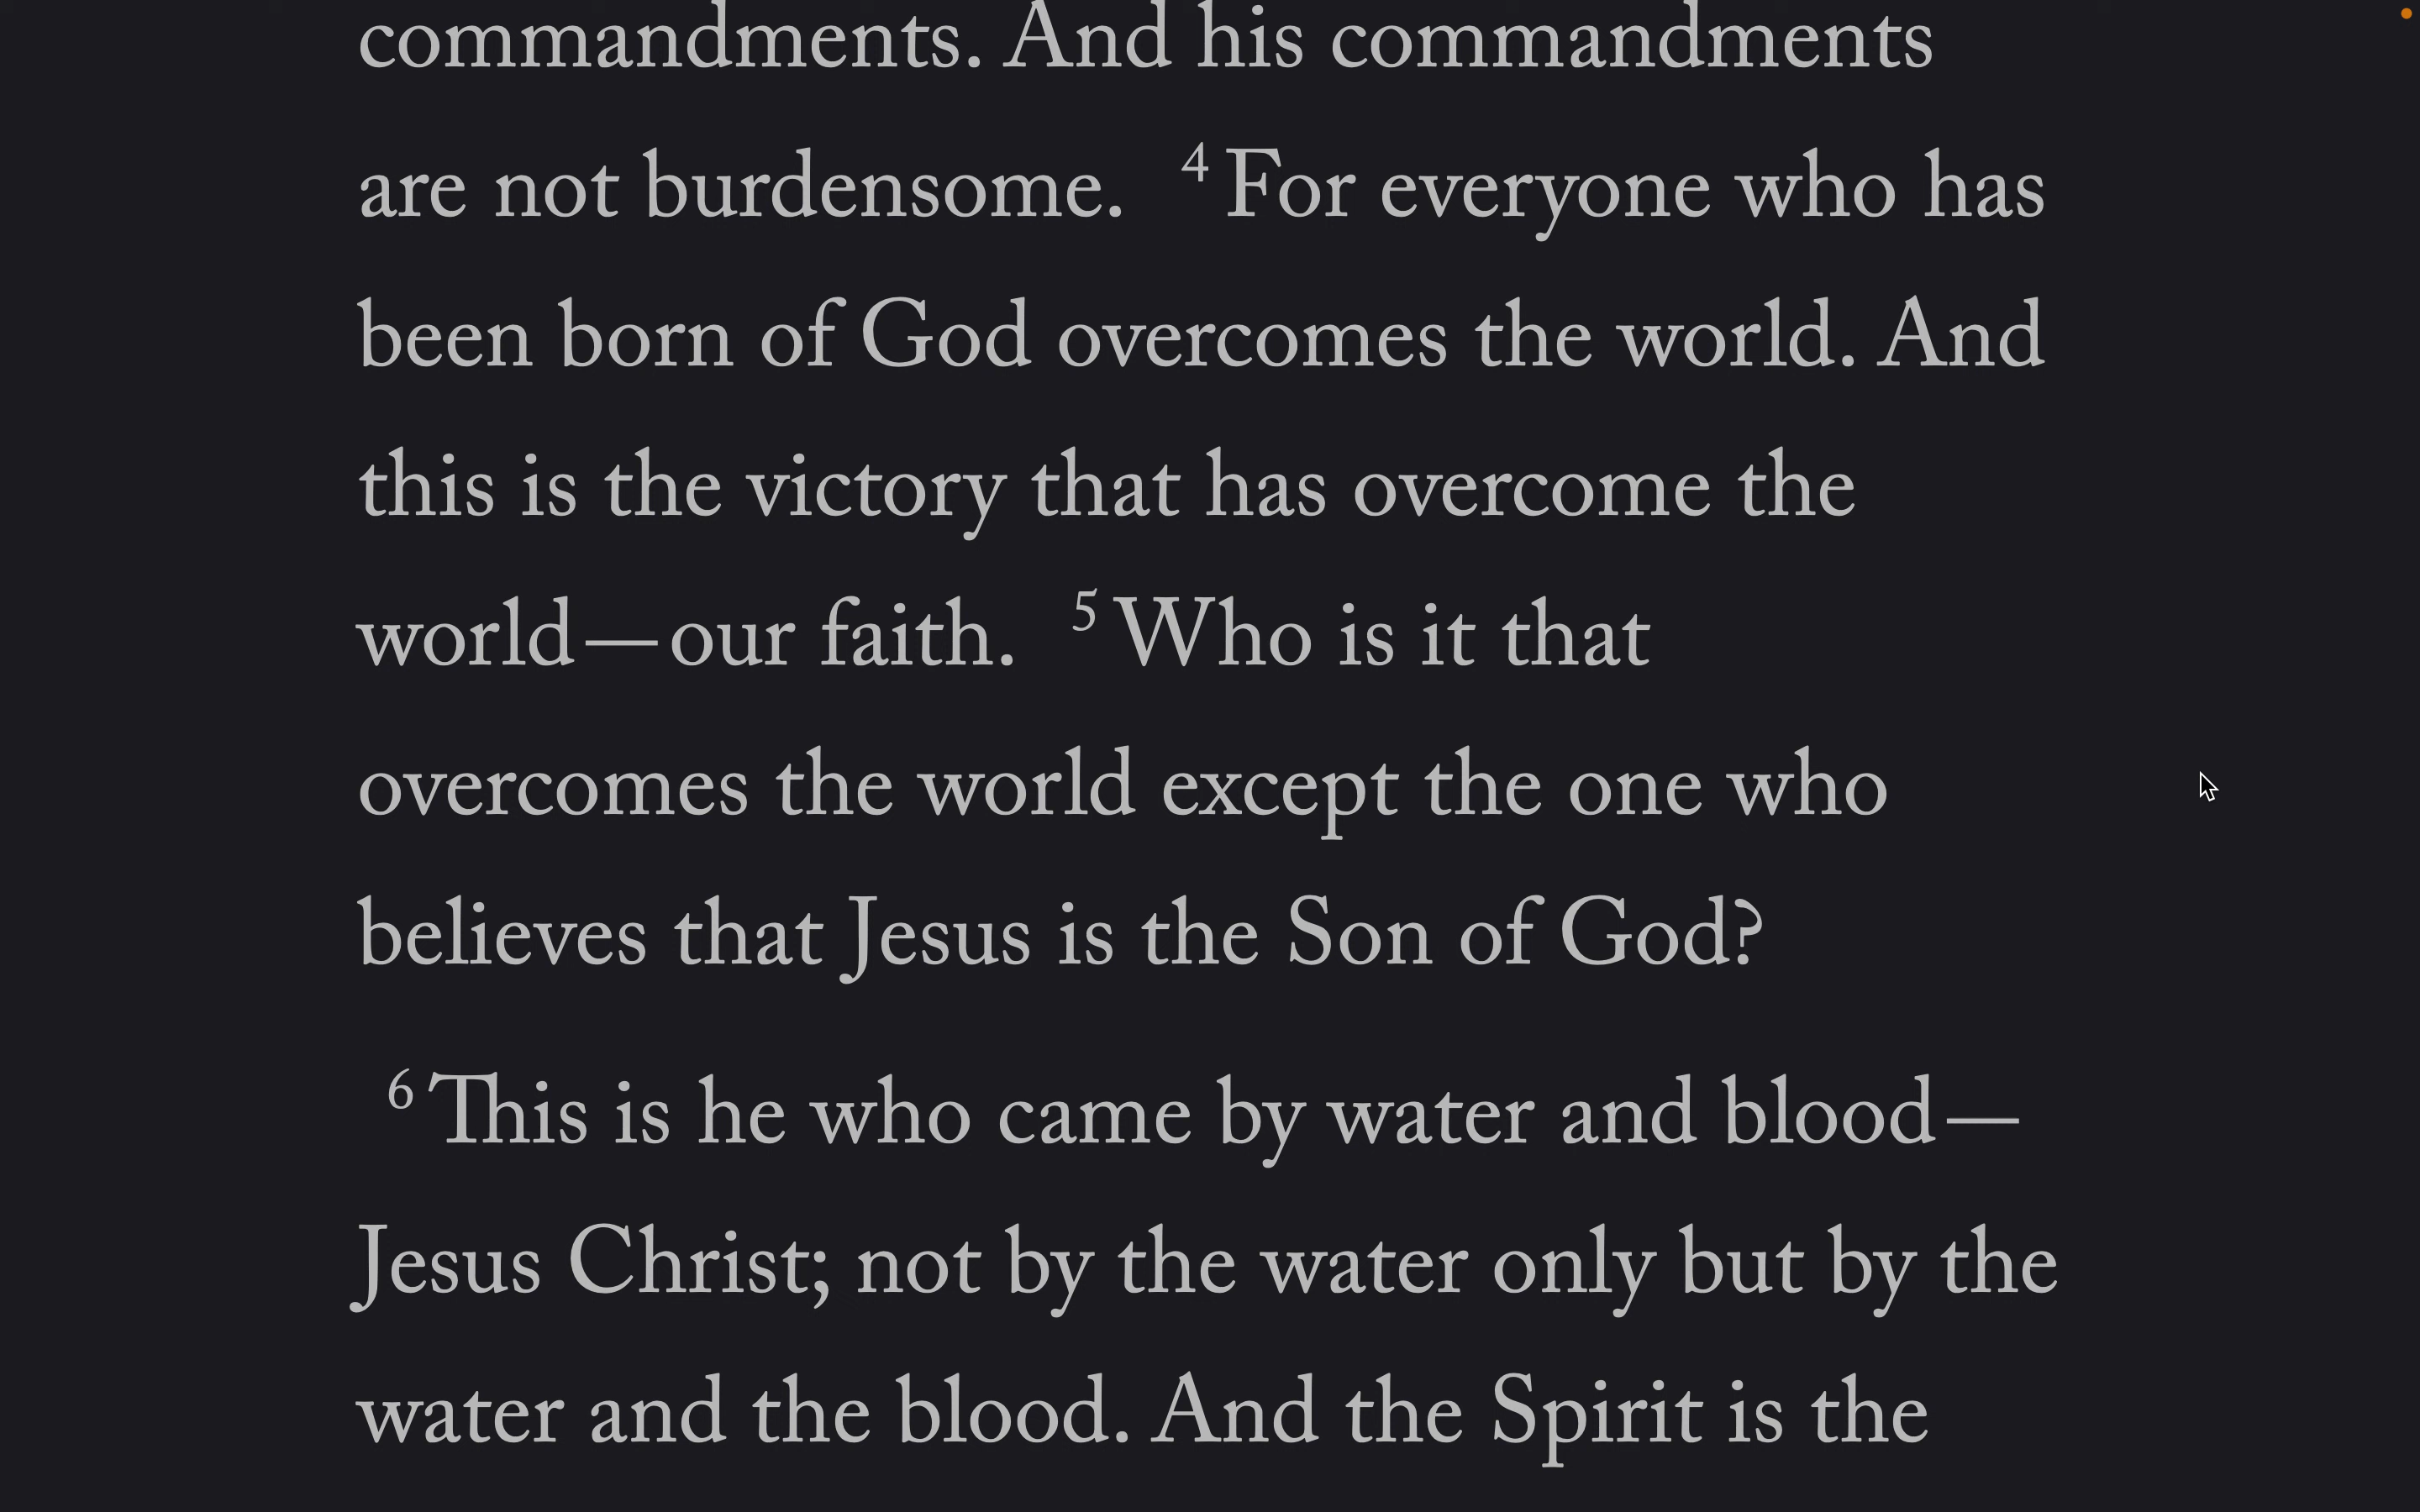 commandments. And his commandments
are not burdensome. 4 For everyone who has
been born of God overcomes the world. And
this is the victory that has overcome the
world—our faith. 5 Who is it that
overcomes the world except the one who
believes that Jesus is the Son of God?
6 This is he who came by water and blood—
Jesus Christ; not by the water only but by the
water and the blood. And the Spirit is the